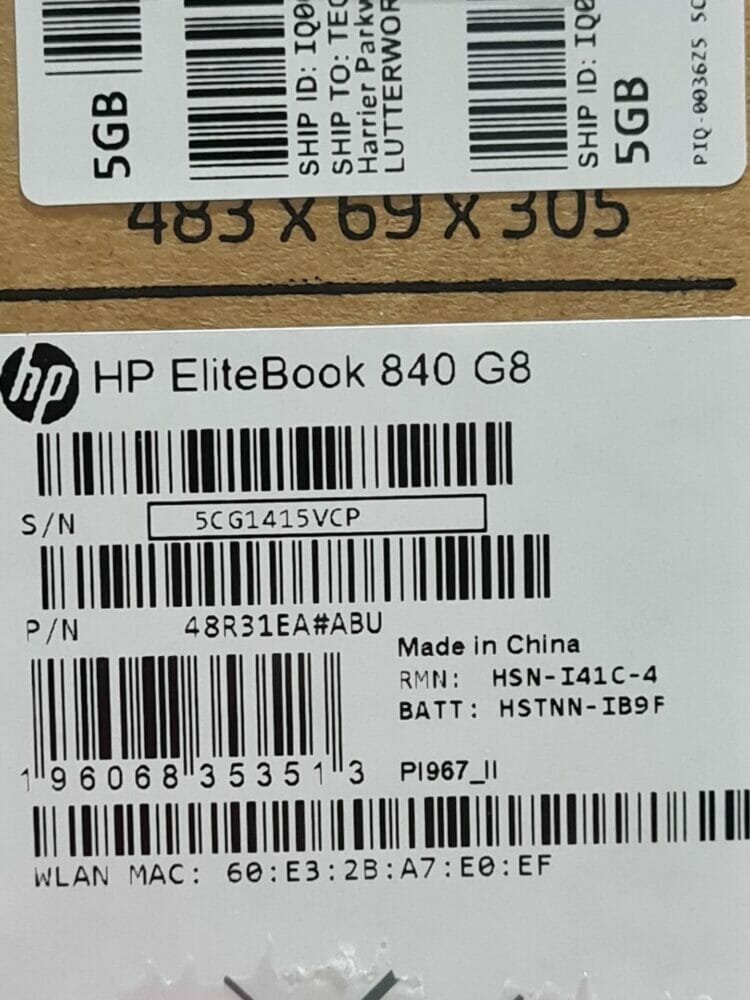 5GB
SHIP ID: IQ0
SHIP TO: TEC
Harrier Parkw
LUTTERWOR
SHIP ID: IQ0
5GB
PIQ-003625 5C
483 X 69 X 305
hp HP EliteBook 840 G8
S/N 5CG1415VCP
P/N 48R31EA#ABU
Made in China
RMN: HSN-I41C-4
BATT: HSTNN-IB9F
1 96068 35351 3
PI967_II
WLAN MAC: 60:E3:2B:A7:E0:EF